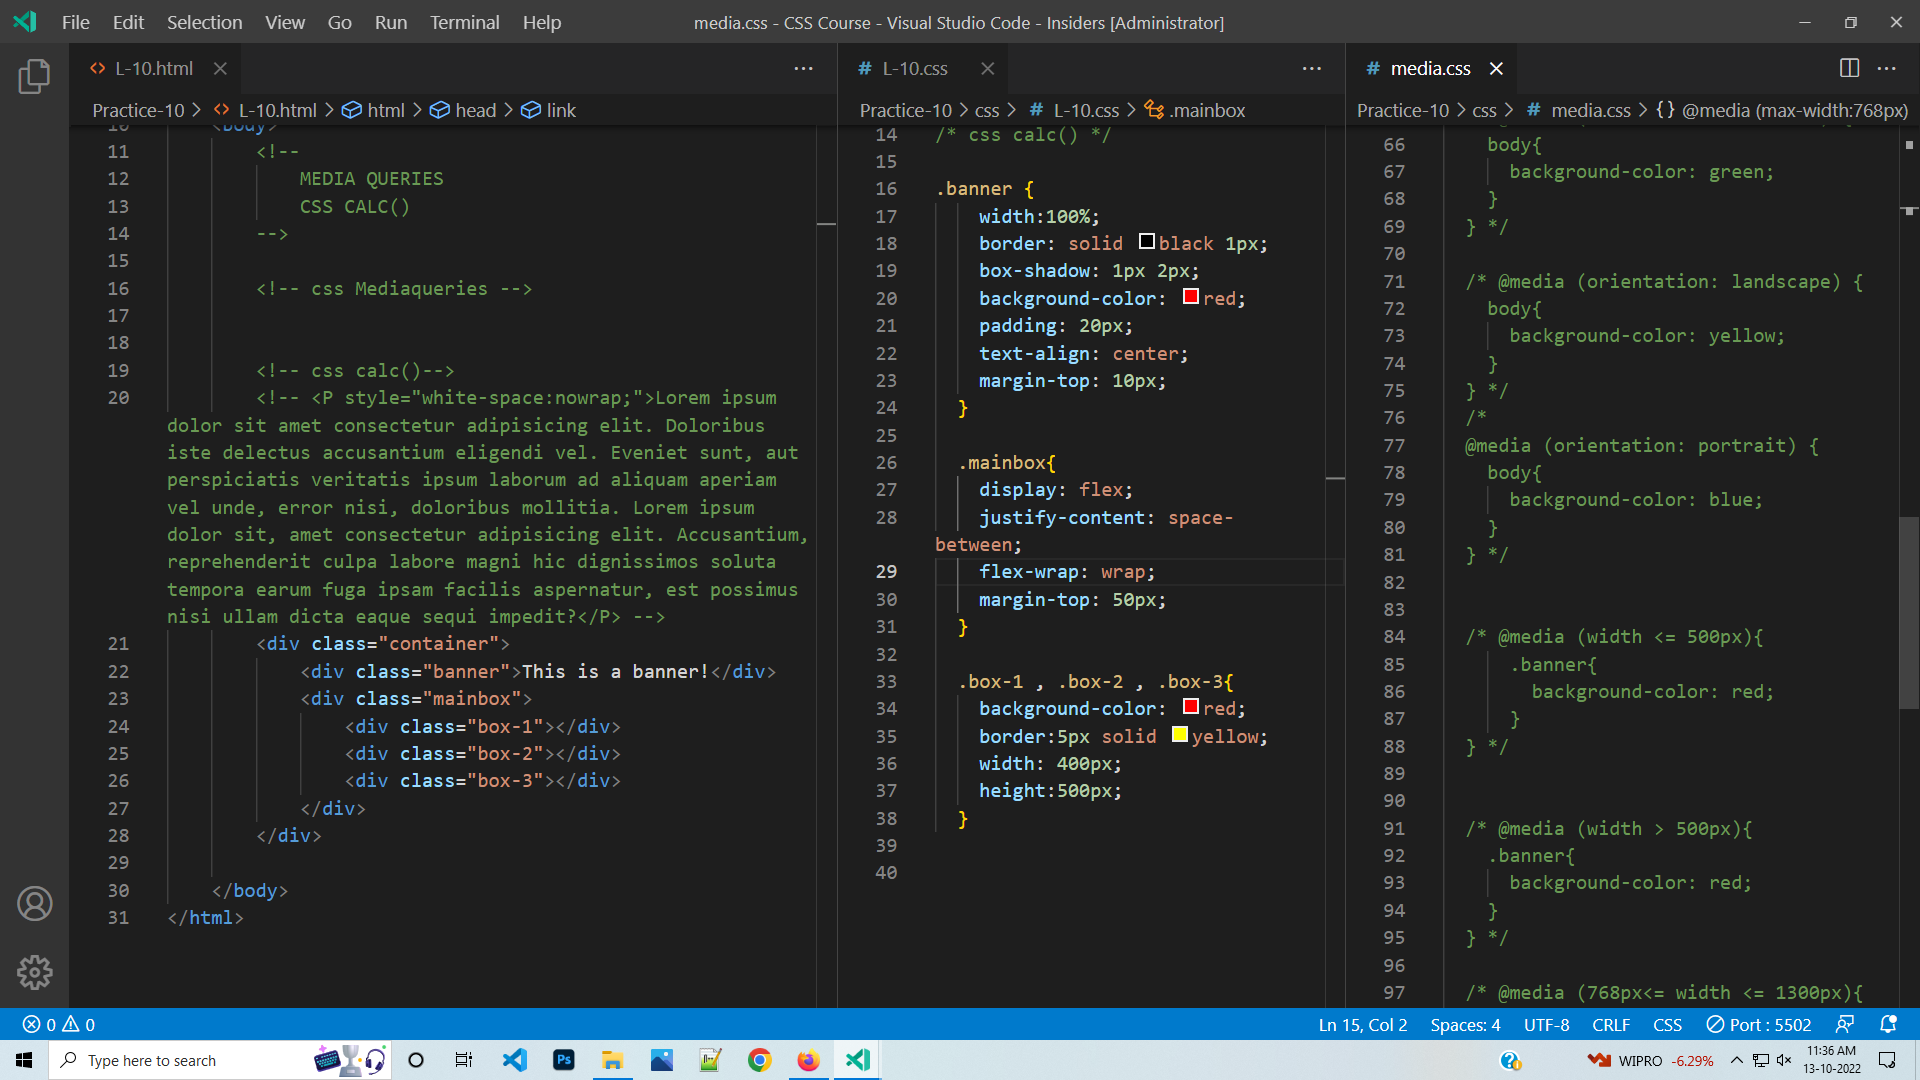 File Edit Selection View Go Run Terminal Help
media.css - CSS Course - Visual Studio Code - Insiders [Administrator]
L-10.html
Practice-10 > L-10.html > html > head > link
10 <body>
11 <!--
12 MEDIA QUERIES
13 CSS CALC()
14 -->
15
16 <!-- css Mediaqueries -->
17
18
19 <!-- css calc()-->
20 <!-- <P style="white-space:nowrap;">Lorem ipsum
dolor sit amet consectetur adipisicing elit. Doloribus
iste delectus accusantium eligendi vel. Eveniet sunt, aut
perspiciatis veritatis ipsum laborum ad aliquam aperiam
vel unde, error nisi, doloribus mollitia. Lorem ipsum
dolor sit, amet consectetur adipisicing elit. Accusantium,
reprehenderit culpa labore magni hic dignissimos soluta
tempora earum fuga ipsam facilis aspernatur, est possimus
nisi ullam dicta eaque sequi impedit?</P> -->
21 <div class="container">
22 <div class="banner">This is a banner!</div>
23 <div class="mainbox">
24 <div class="box-1"></div>
25 <div class="box-2"></div>
26 <div class="box-3"></div>
27 </div>
28 </div>
29
30 </body>
31 </html>
# L-10.css
Practice-10 > css > # L-10.css > .mainbox
14 /* css calc() */
15
16 .banner {
17 width:100%;
18 border: solid black 1px;
19 box-shadow: 1px 2px;
20 background-color: red;
21 padding: 20px;
22 text-align: center;
23 margin-top: 10px;
24 }
25
26 .mainbox{
27 display: flex;
28 justify-content: space-
between;
29 flex-wrap: wrap;
30 margin-top: 50px;
31 }
32
33 .box-1 , .box-2 , .box-3{
34 background-color: red;
35 border:5px solid yellow;
36 width: 400px;
37 height:500px;
38 }
39
40
# media.css
Practice-10 > css > # media.css > {} @media (max-width:768px)
66 body{
67 background-color: green;
68 }
69 } */
70
71 /* @media (orientation: landscape) {
72 body{
73 background-color: yellow;
74 }
75 } */
76 /*
77 @media (orientation: portrait) {
78 body{
79 background-color: blue;
80 }
81 } */
82
83
84 /* @media (width <= 500px){
85 .banner{
86 background-color: red;
87 }
88 } */
89
90
91 /* @media (width > 500px){
92 .banner{
93 background-color: red;
94 }
95 } */
96
97 /* @media (768px<= width <= 1300px){
0 0
Ln 15, Col 2 Spaces: 4 UTF-8 CRLF CSS Port : 5502
Type here to search
Ps
WIPRO -6.29%
11:36 AM
13-10-2022